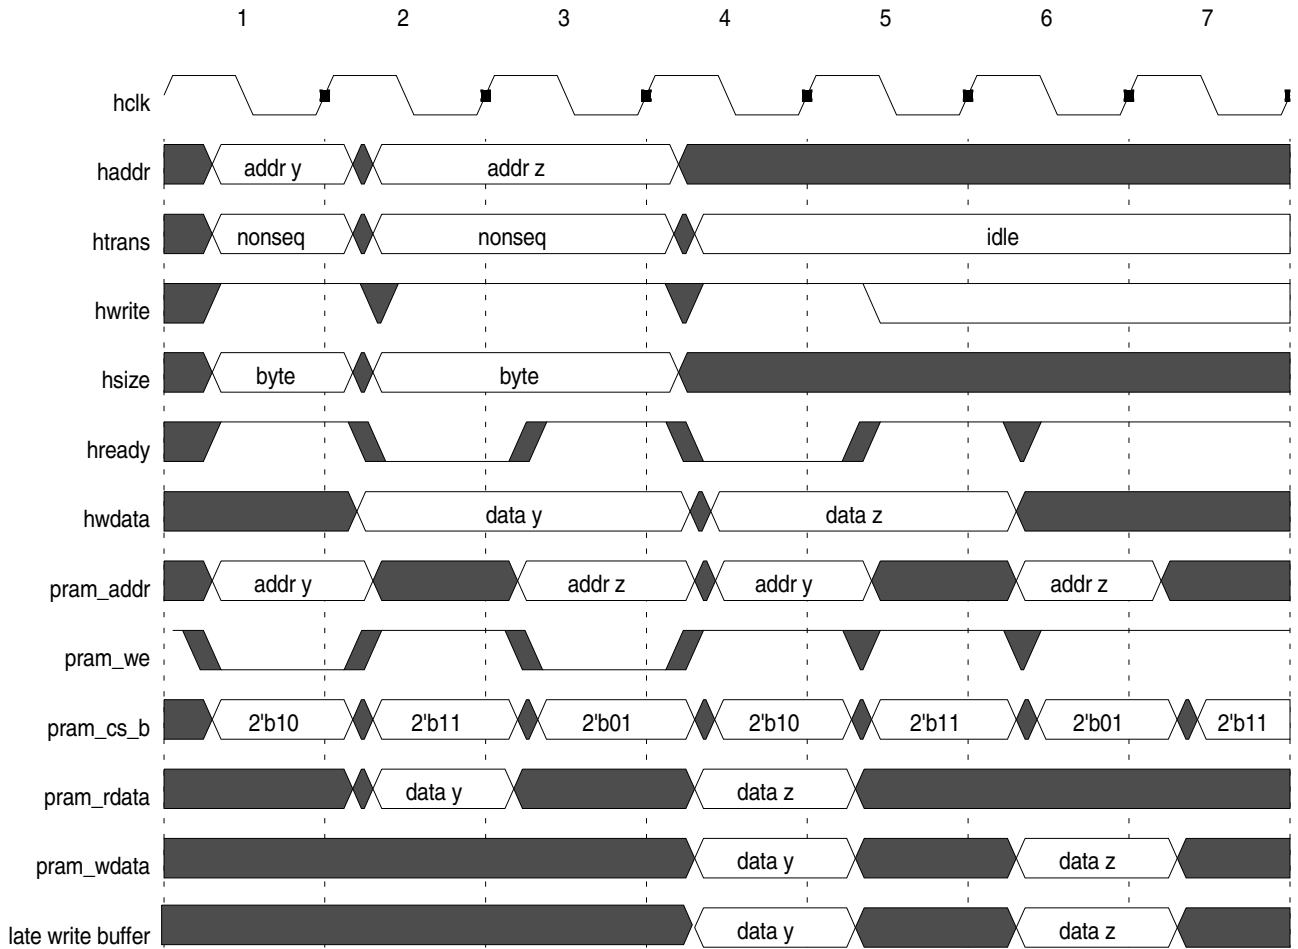 1 2 3 4 5 6 7
hclk
haddr addr y addr z
htrans nonseq nonseq idle
hwrite
hsize byte byte
hready
hwdata data y data z
pram_addr addr y addr z addr y addr z
pram_we
pram_cs_b 2'b10 2'b11 2'b01 2'b10 2'b11 2'b01 2'b11
pram_rdata data y data z
pram_wdata data y data z
late write buffer data y data z